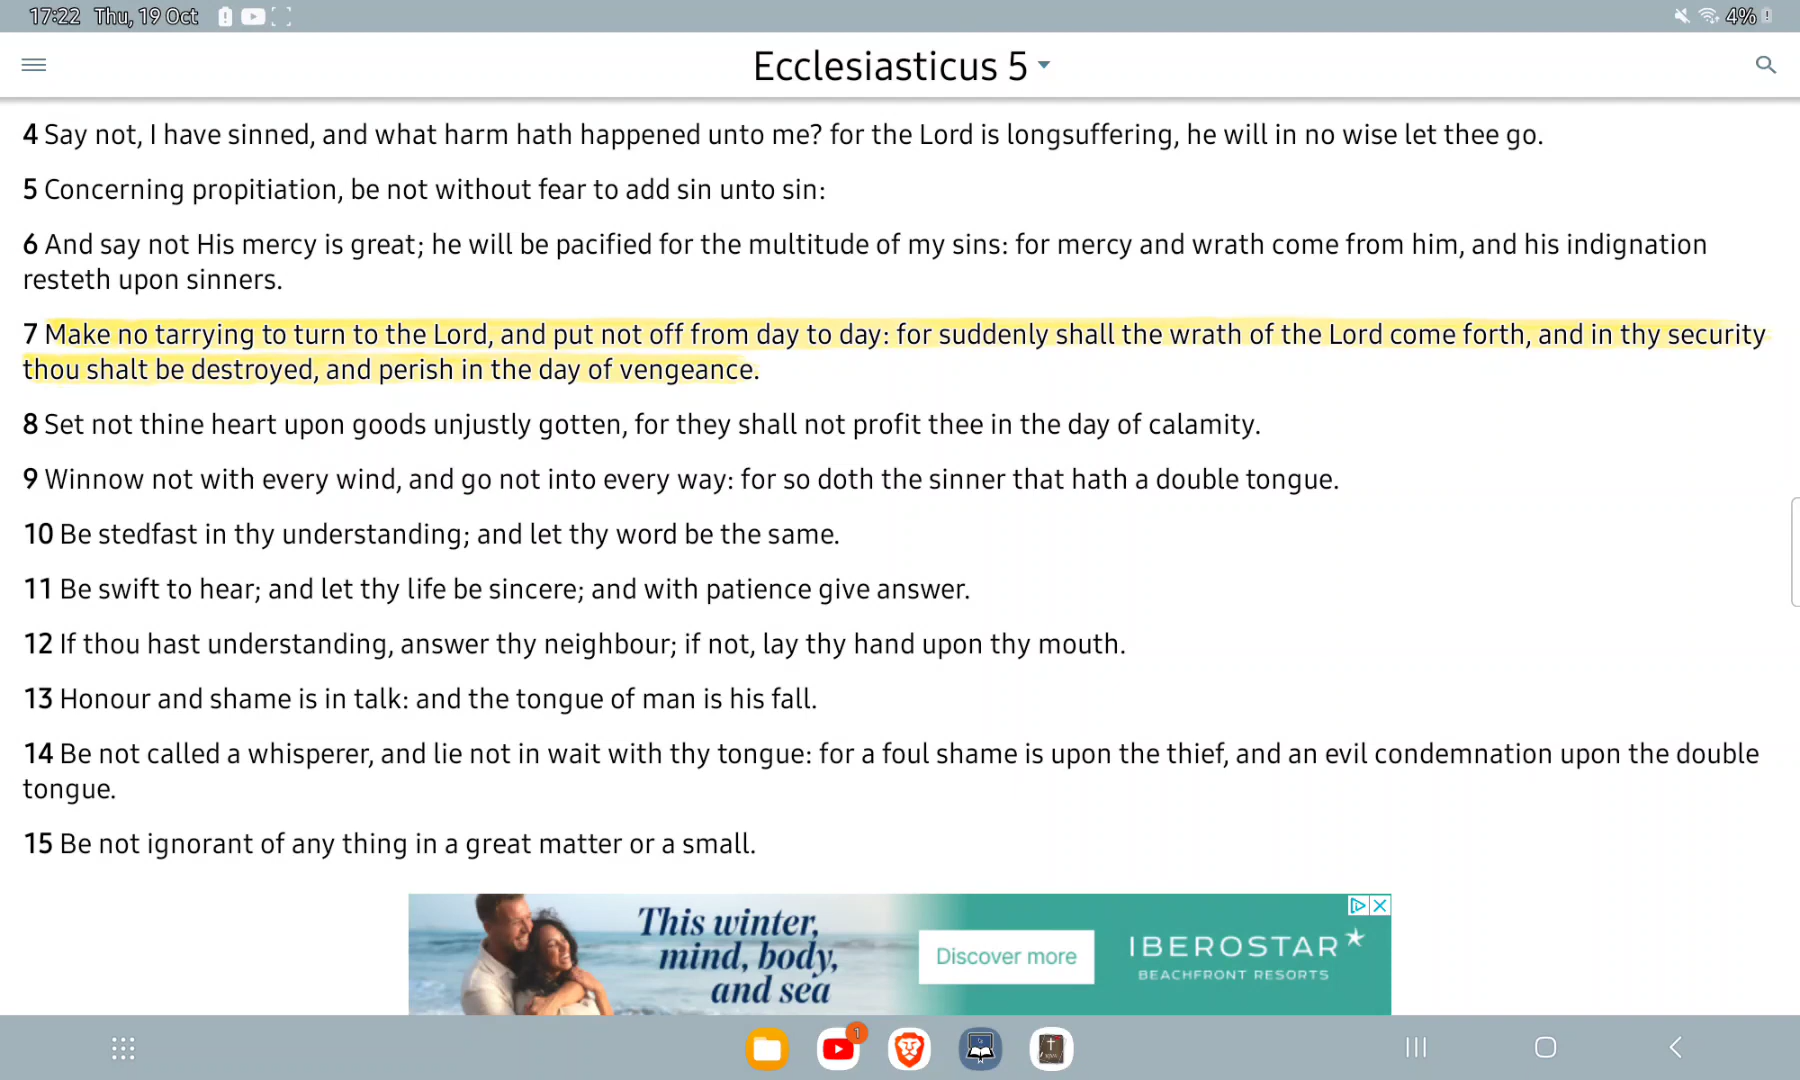 17:22 Thu, 19 Oct
4%
Ecclesiasticus 5
4 Say not, I have sinned, and what harm hath happened unto me? for the Lord is longsuffering, he will in no wise let thee go.
5 Concerning propitiation, be not without fear to add sin unto sin:
6 And say not His mercy is great; he will be pacified for the multitude of my sins: for mercy and wrath come from him, and his indignation
resteth upon sinners.
7 Make no tarrying to turn to the Lord, and put not off from day to day: for suddenly shall the wrath of the Lord come forth, and in thy security
thou shalt be destroyed, and perish in the day of vengeance.
8 Set not thine heart upon goods unjustly gotten, for they shall not profit thee in the day of calamity.
9 Winnow not with every wind, and go not into every way: for so doth the sinner that hath a double tongue.
10 Be stedfast in thy understanding; and let thy word be the same.
11 Be swift to hear; and let thy life be sincere; and with patience give answer.
12 If thou hast understanding, answer thy neighbour; if not, lay thy hand upon thy mouth.
13 Honour and shame is in talk: and the tongue of man is his fall.
14 Be not called a whisperer, and lie not in wait with thy tongue: for a foul shame is upon the thief, and an evil condemnation upon the double
tongue.
15 Be not ignorant of any thing in a great matter or a small.
This winter,
mind, body,
and sea
Discover more
IBEROSTAR
BEACHFRONT RESORTS
1